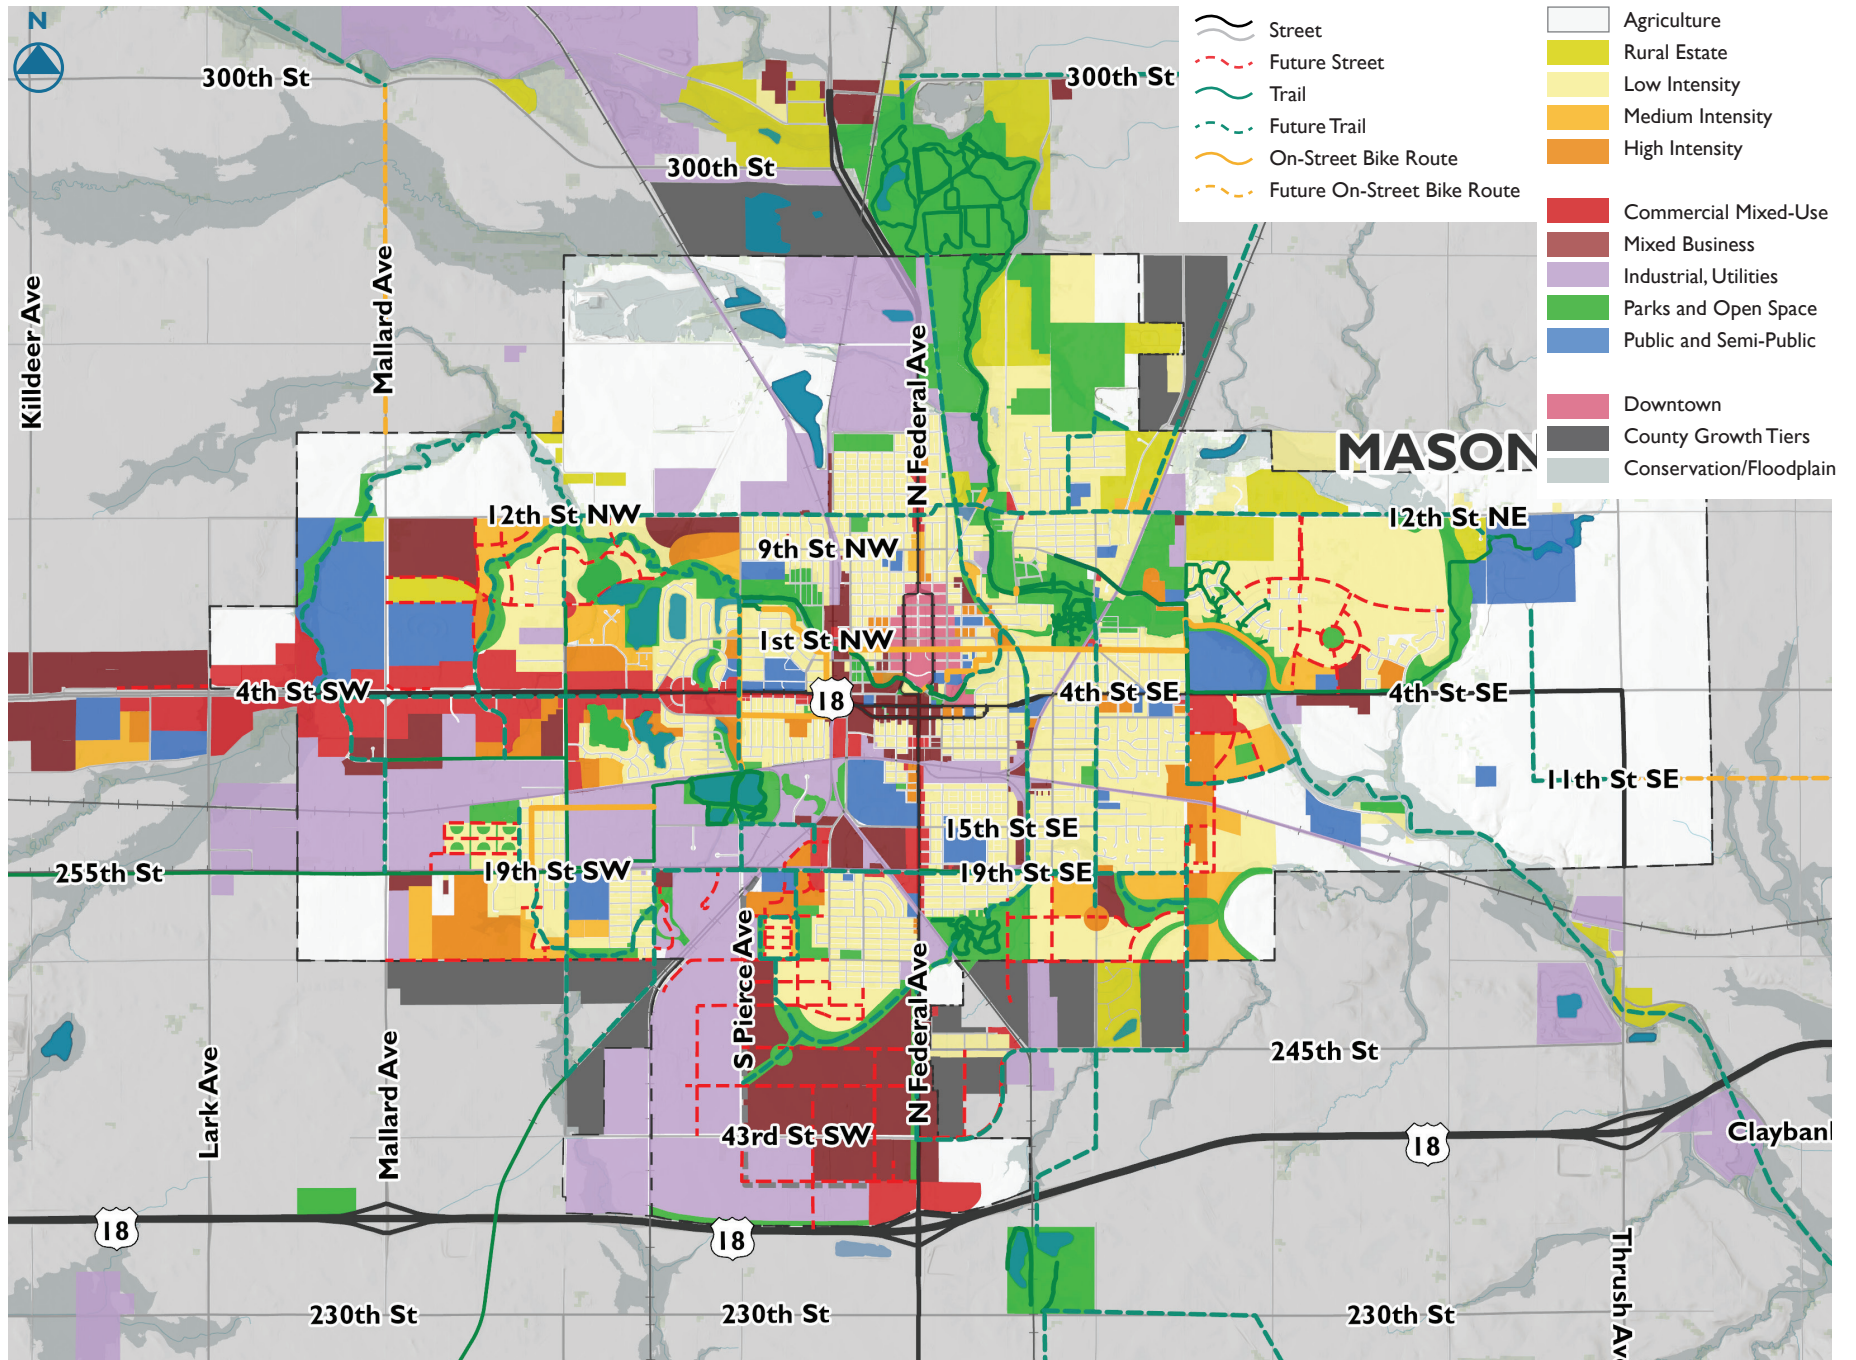 N
300th St
300th St
300th St
Street
Future Street
Trail
Future Trail
On-Street Bike Route
Future On-Street Bike Route
Agriculture
Rural Estate
Low Intensity
Medium Intensity
High Intensity
Commercial Mixed-Use
Mixed Business
Industrial, Utilities
Parks and Open Space
Public and Semi-Public
Downtown
County Growth Tiers
Conservation/Floodplain
Killdeer Ave
Mallard Ave
N Federal Ave
MASON
12th St NW
12th St NE
9th St NW
1st St NW
4th St SW
18
4th St SE
4th St SE
11th St SE
15th St SE
255th St
19th St SW
19th St SE
S Pierce Ave
N Federal Ave
Lark Ave
Mallard Ave
245th St
43rd St SW
18
Claybank
18
18
Thrush Ave
230th St
230th St
230th St